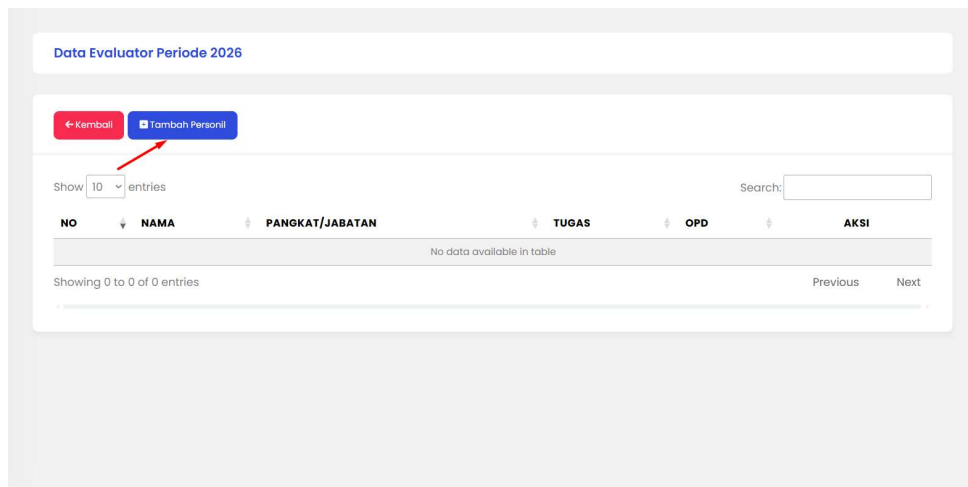 Data Evaluator Periode 2026
Kembali Tambah Personil
Show 10 entries Search:
NO NAMA PANGKAT/JABATAN TUGAS OPD AKSI
No data available in table
Showing 0 to 0 of 0 entries Previous Next